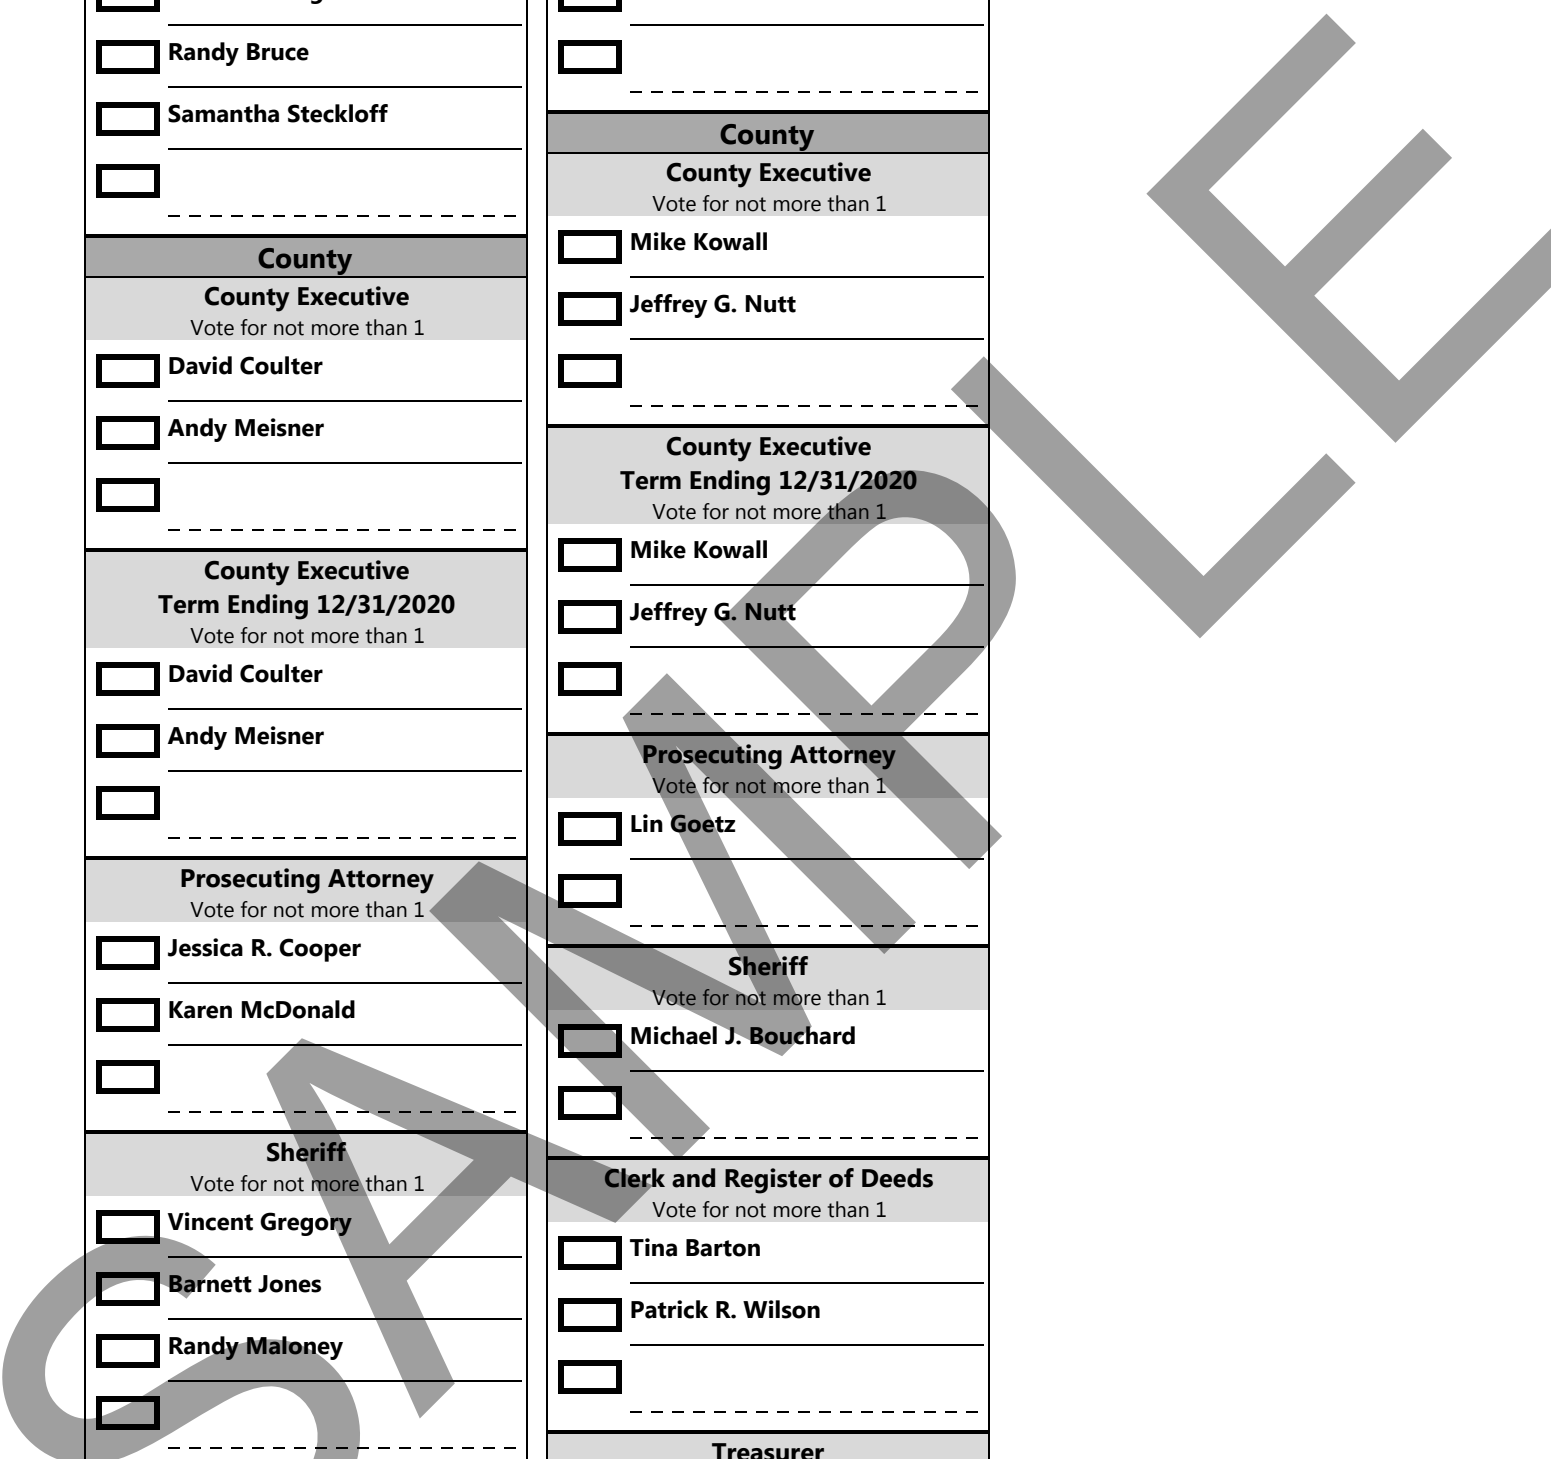 Randy Bruce
Samantha Steckloff
County
County Executive
Vote for not more than 1
David Coulter
Andy Meisner
County Executive
Term Ending 12/31/2020
Vote for not more than 1
David Coulter
Andy Meisner
Prosecuting Attorney
Vote for not more than 1
Jessica R. Cooper
Karen McDonald
Sheriff
Vote for not more than 1
Vincent Gregory
Barnett Jones
Randy Maloney
County
County Executive
Vote for not more than 1
Mike Kowall
Jeffrey G. Nutt
County Executive
Term Ending 12/31/2020
Vote for not more than 1
Mike Kowall
Jeffrey G. Nutt
Prosecuting Attorney
Vote for not more than 1
Lin Goetz
Sheriff
Vote for not more than 1
Michael J. Bouchard
Clerk and Register of Deeds
Vote for not more than 1
Tina Barton
Patrick R. Wilson
Treasurer
SAMPLE